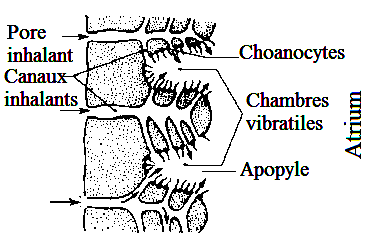 Pore
inhalant
Canaux
inhalants
Choanocytes
Chambres
vibratiles
Apopyle
Atrium